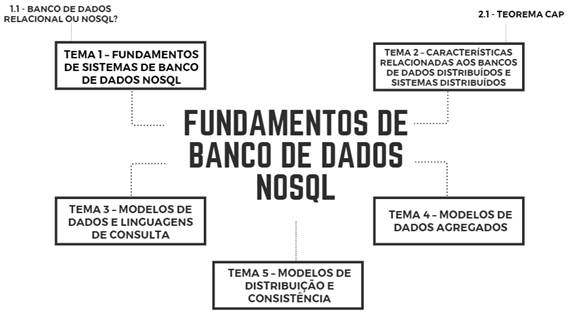 1.1 - BANCO DE DADOS
RELACIONAL OU NOSQL?
2.1 - TEOREMA CAP
TEMA 1 – FUNDAMENTOS
DE SISTEMAS DE BANCO
DE DADOS NOSQL
TEMA 2 – CARACTERÍSTICAS
RELACIONADAS AOS BANCOS
DE DADOS DISTRIBUÍDOS E
SISTEMAS DISTRIBUÍDOS
FUNDAMENTOS DE
BANCO DE DADOS
NOSQL
TEMA 3 – MODELOS DE
DADOS E LINGUAGENS
DE CONSULTA
TEMA 4 – MODELOS DE
DADOS AGREGADOS
TEMA 5 – MODELOS DE
DISTRIBUIÇÃO E
CONSISTÊNCIA